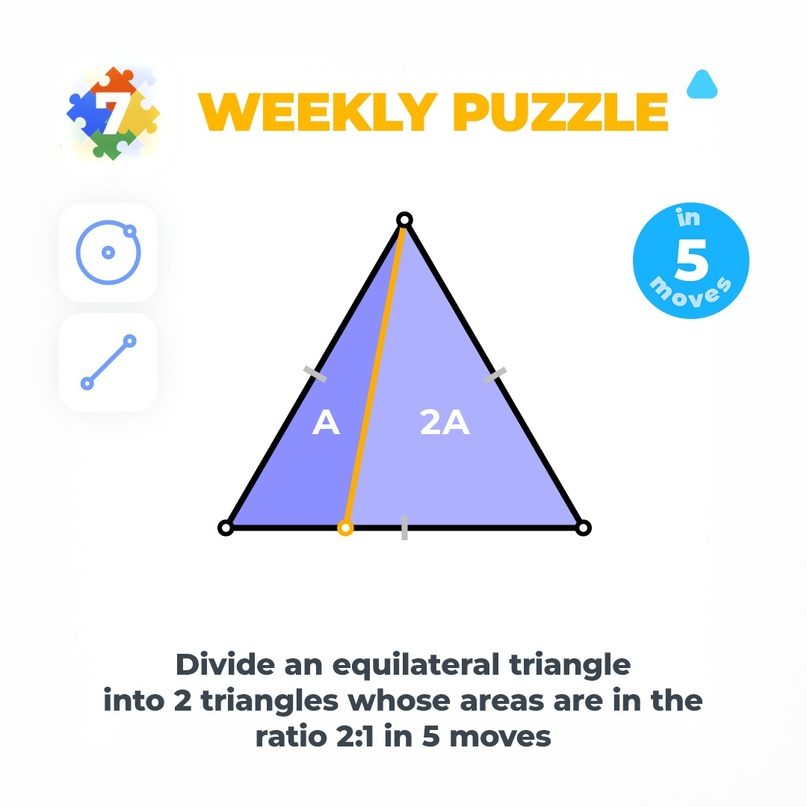 7
WEEKLY PUZZLE
in
5
moves
A
2A
Divide an equilateral triangle
into 2 triangles whose areas are in the
ratio 2:1 in 5 moves